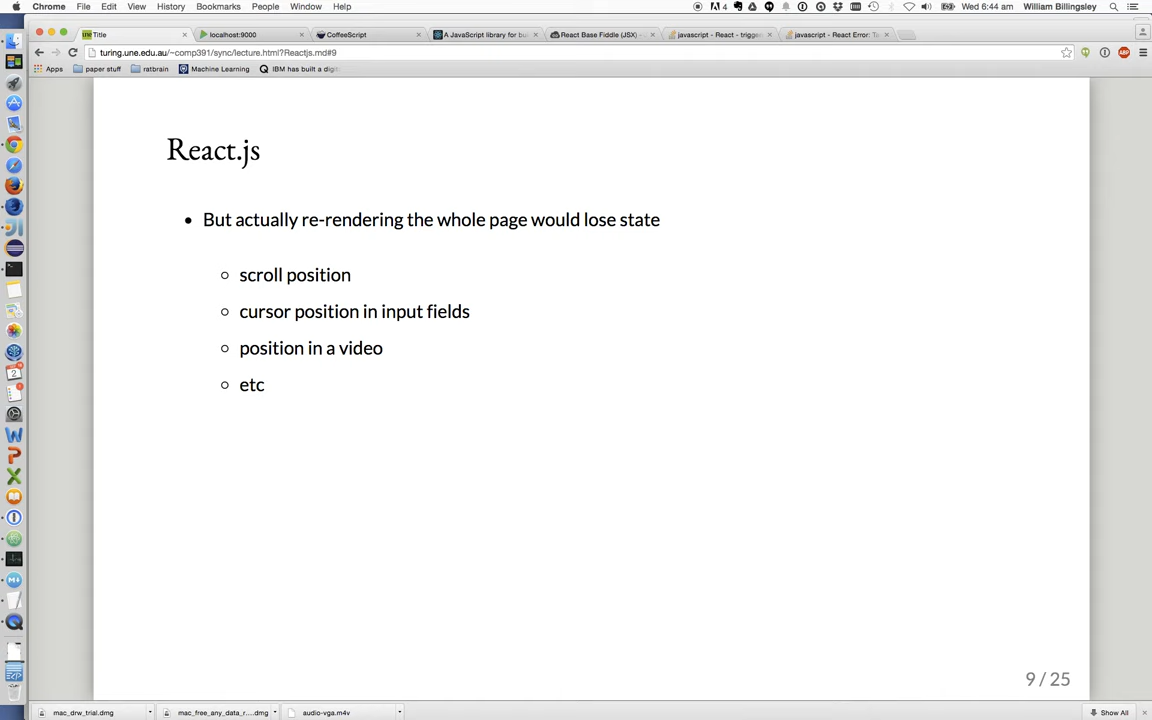 Chrome File Edit View History Bookmarks People Window Help 4 Wed 6:44 am William Billingsley
Title localhost:9000 CoffeeScript A JavaScript library for bui React Base Fiddle (JSX) - javascript - React - trigge javascript - React Error: Te
turing.une.edu.au/~comp391/sync/lecture.html?Reactjs.md#9
Apps paper stuff ratbrain Machine Learning IBM has built a digit
React.js
But actually re-rendering the whole page would lose state
scroll position
cursor position in input fields
position in a video
etc
9 / 25
mac_drw_trial.dmg mac_free_any_data_r....dmg audio-vga.m4v Show All